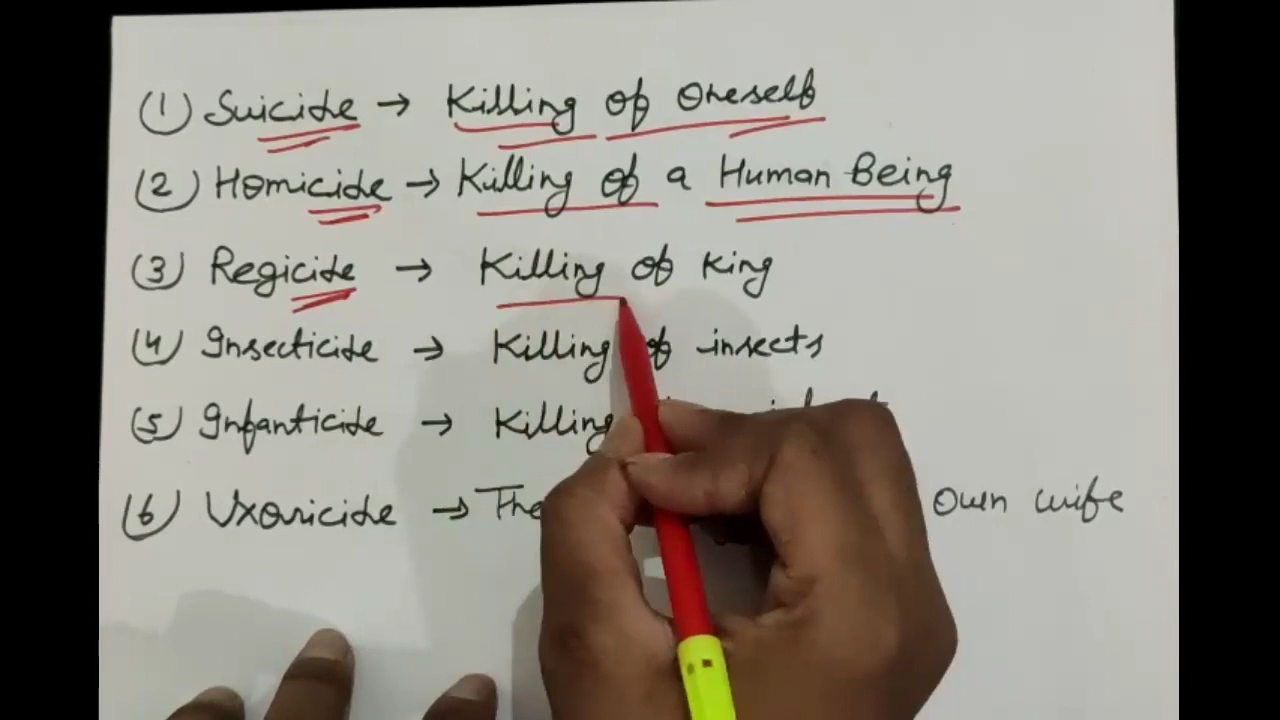 (1) Suicide → Killing of Oneself
(2) Homicide → Killing of a Human Being
(3) Regicide → Killing of King
(4) Insecticide → Killing of insects
(5) Infanticide → Killing
(6) Uxoricide → The own wife